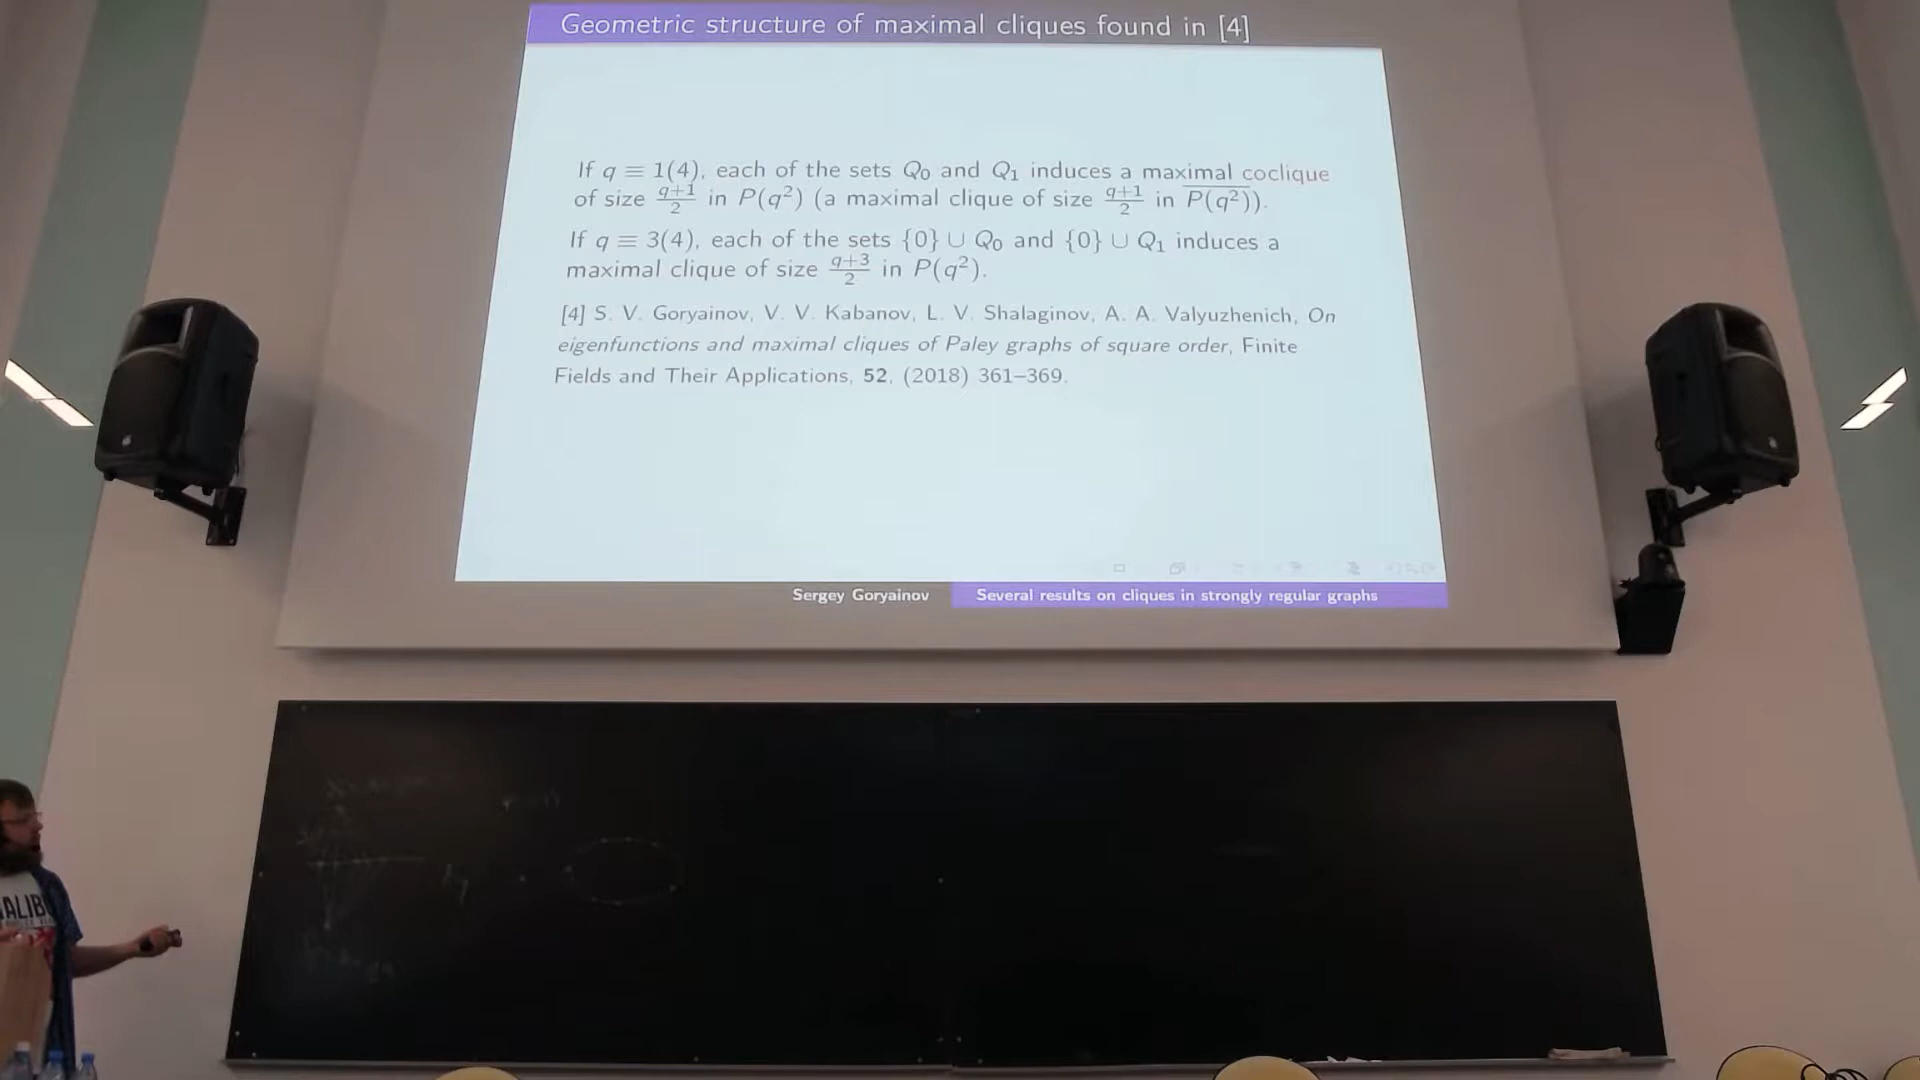 Geometric structure of maximal cliques found in [4]
If q ≡ 1(4), each of the sets Q₀ and Q₁ induces a maximal coclique
of size \frac{q+1}{2} in P(q²) (a maximal clique of size \frac{q+1}{2} in \overline{P(q²)}).
If q ≡ 3(4), each of the sets {0} ∪ Q₀ and {0} ∪ Q₁ induces a
maximal clique of size \frac{q+3}{2} in P(q²).
[4] S. V. Goryainov, V. V. Kabanov, L. V. Shalaginov, A. A. Valyuzhenich, On
eigenfunctions and maximal cliques of Paley graphs of square order, Finite
Fields and Their Applications, 52, (2018) 361–369.
Sergey Goryainov
Several results on cliques in strongly regular graphs